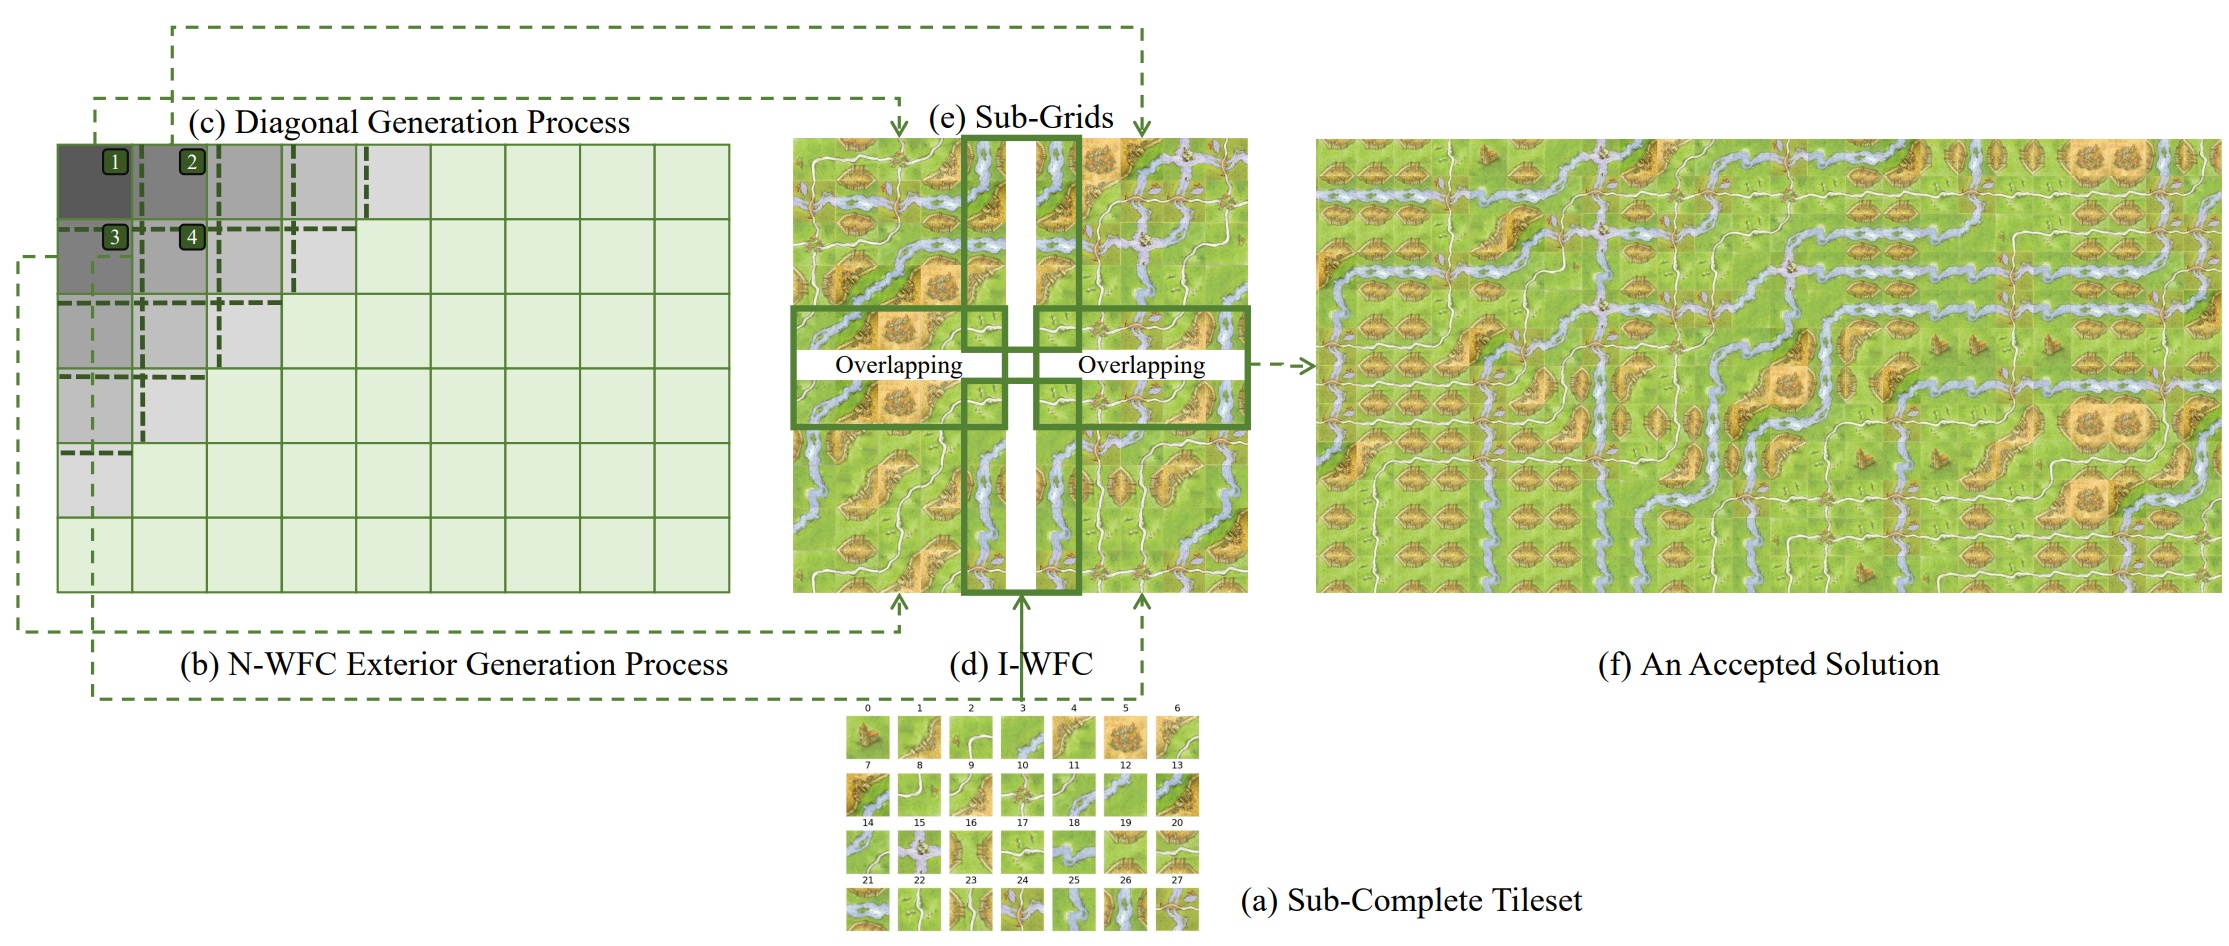 (c) Diagonal Generation Process
(e) Sub-Grids
1 2
3 4
Overlapping Overlapping
(b) N-WFC Exterior Generation Process
(d) I-WFC
(f) An Accepted Solution
0 1 2 3 4 5 6
7 8 9 10 11 12 13
14 15 16 17 18 19 20
21 22 23 24 25 26 27
(a) Sub-Complete Tileset